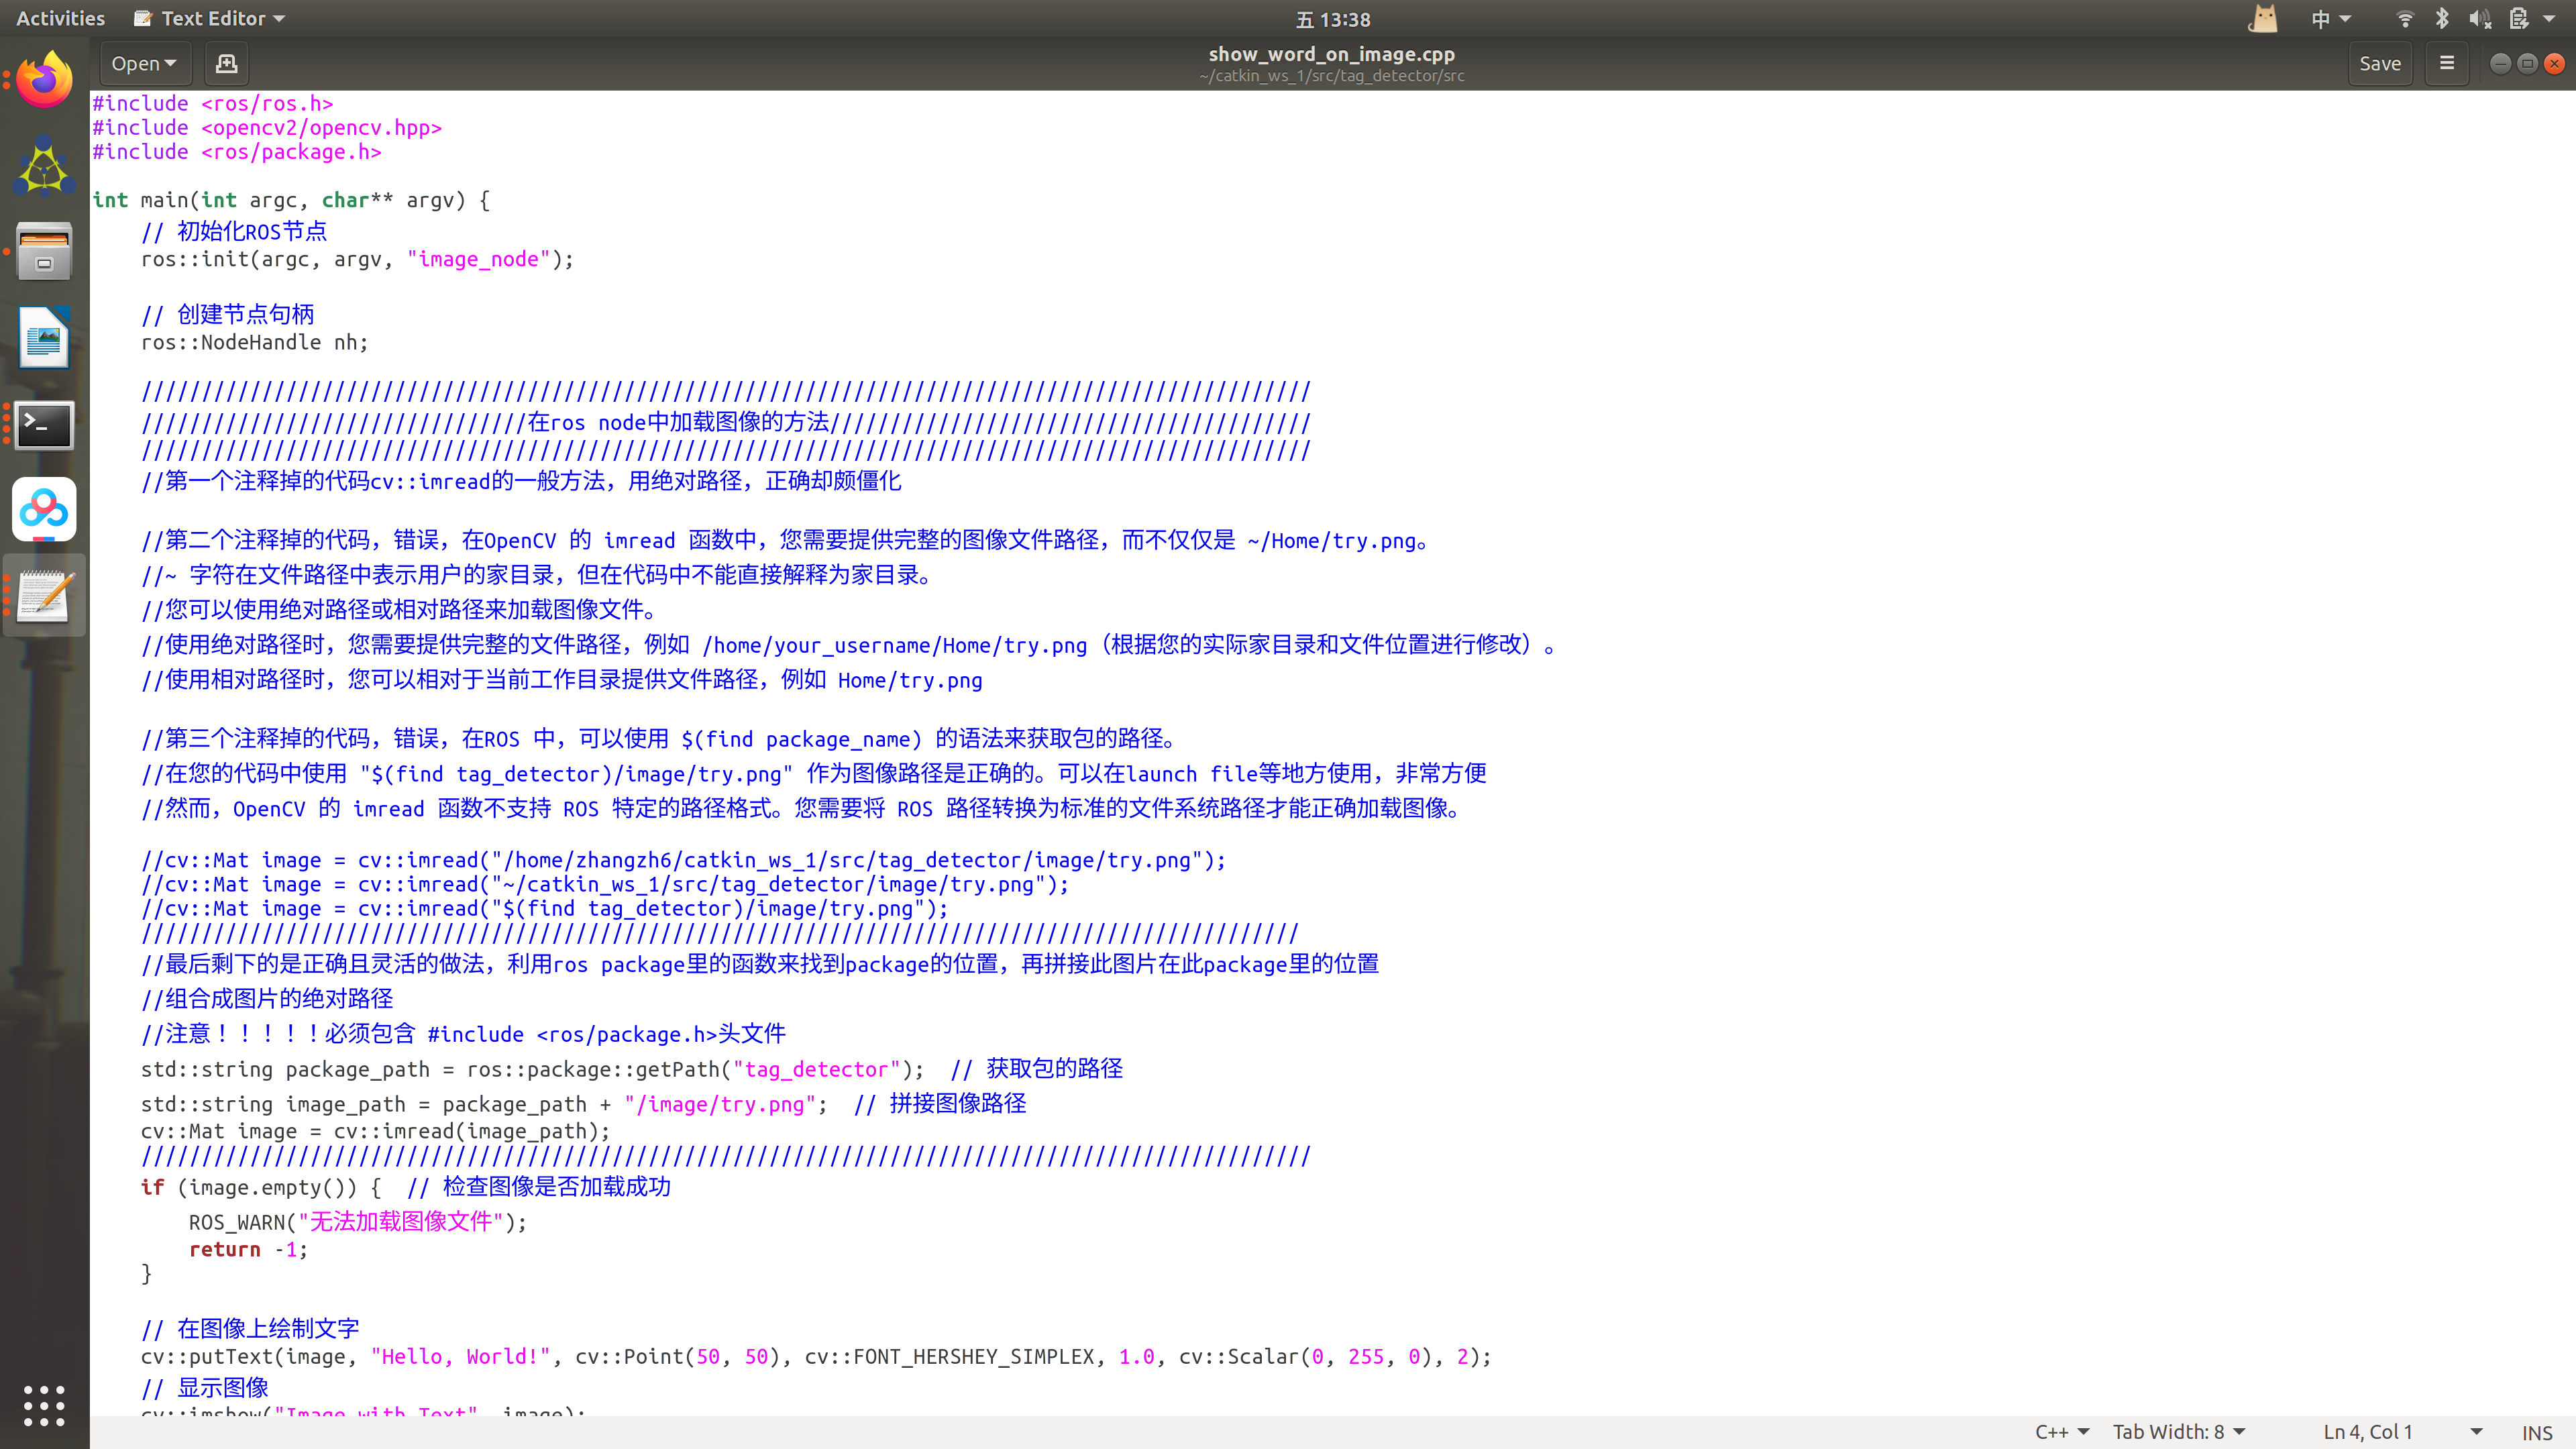 Activities Text Editor 五 13:38 中
Open show_word_on_image.cpp Save
~/catkin_ws_1/src/tag_detector/src
#include <ros/ros.h>
#include <opencv2/opencv.hpp>
#include <ros/package.h>
int main(int argc, char** argv) {
// 初始化ROS节点
ros::init(argc, argv, "image_node");
// 创建节点句柄
ros::NodeHandle nh;
/////////////////////////////////////////////////////////////////////////////////////////////////
////////////////////////////////在ros node中加载图像的方法////////////////////////////////////////
/////////////////////////////////////////////////////////////////////////////////////////////////
//第一个注释掉的代码cv::imread的一般方法，用绝对路径，正确却颇僵化
//第二个注释掉的代码，错误，在OpenCV 的 imread 函数中，您需要提供完整的图像文件路径，而不仅仅是 ~/Home/try.png。
//~ 字符在文件路径中表示用户的家目录，但在代码中不能直接解释为家目录。
//您可以使用绝对路径或相对路径来加载图像文件。
//使用绝对路径时，您需要提供完整的文件路径，例如 /home/your_username/Home/try.png（根据您的实际家目录和文件位置进行修改）。
//使用相对路径时，您可以相对于当前工作目录提供文件路径，例如 Home/try.png
//第三个注释掉的代码，错误，在ROS 中，可以使用 $(find package_name) 的语法来获取包的路径。
//在您的代码中使用 "$(find tag_detector)/image/try.png" 作为图像路径是正确的。可以在launch file等地方使用，非常方便
//然而，OpenCV 的 imread 函数不支持 ROS 特定的路径格式。您需要将 ROS 路径转换为标准的文件系统路径才能正确加载图像。
//cv::Mat image = cv::imread("/home/zhangzh6/catkin_ws_1/src/tag_detector/image/try.png");
//cv::Mat image = cv::imread("~/catkin_ws_1/src/tag_detector/image/try.png");
//cv::Mat image = cv::imread("$(find tag_detector)/image/try.png");
////////////////////////////////////////////////////////////////////////////////////////////////
//最后剩下的是正确且灵活的做法，利用ros package里的函数来找到package的位置，再拼接此图片在此package里的位置
//组合成图片的绝对路径
//注意！！！！！必须包含 #include <ros/package.h>头文件
std::string package_path = ros::package::getPath("tag_detector");  // 获取包的路径
std::string image_path = package_path + "/image/try.png";  // 拼接图像路径
cv::Mat image = cv::imread(image_path);
/////////////////////////////////////////////////////////////////////////////////////////////////
if (image.empty()) {  // 检查图像是否加载成功
ROS_WARN("无法加载图像文件");
return -1;
}
// 在图像上绘制文字
cv::putText(image, "Hello, World!", cv::Point(50, 50), cv::FONT_HERSHEY_SIMPLEX, 1.0, cv::Scalar(0, 255, 0), 2);
// 显示图像
cv::imshow("Image with Text", image);
C++ Tab Width: 8 Ln 4, Col 1 INS